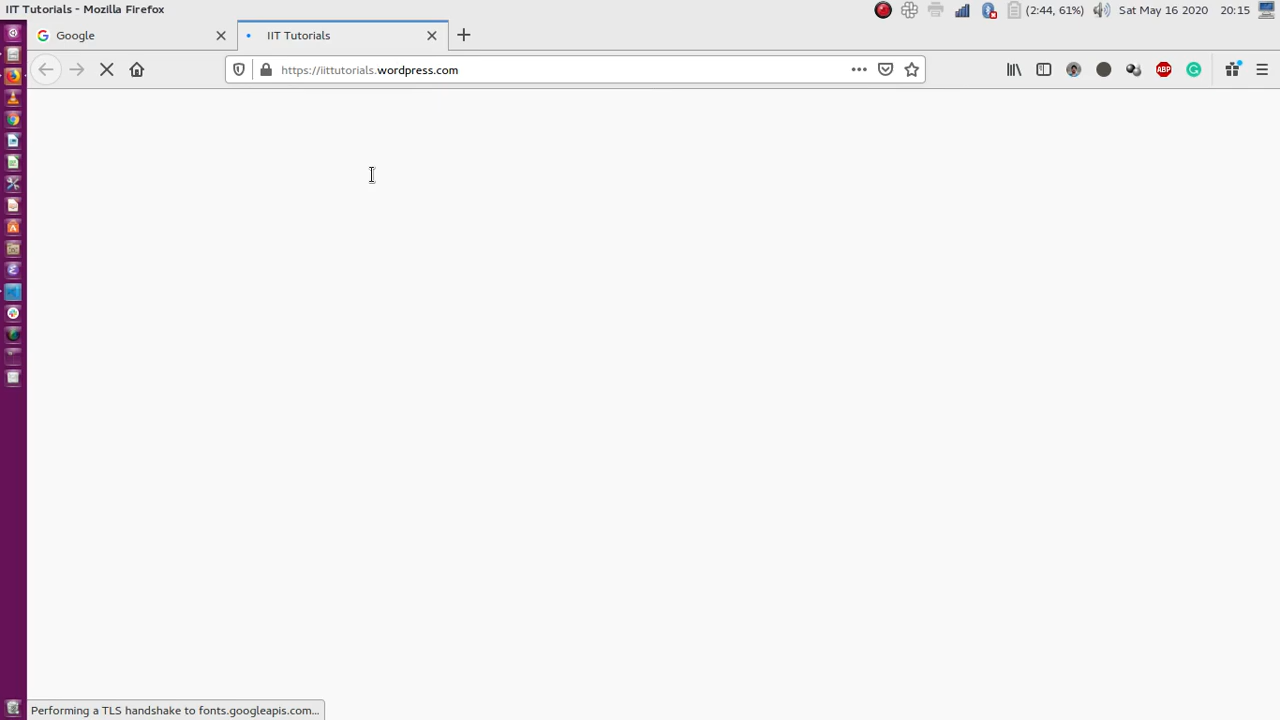 IIT Tutorials - Mozilla Firefox
(2:44, 61%)
Sat May 16 2020
20:15
Google
IIT Tutorials
https://iittutorials.wordpress.com
ABP
Performing a TLS handshake to fonts.googleapis.com...